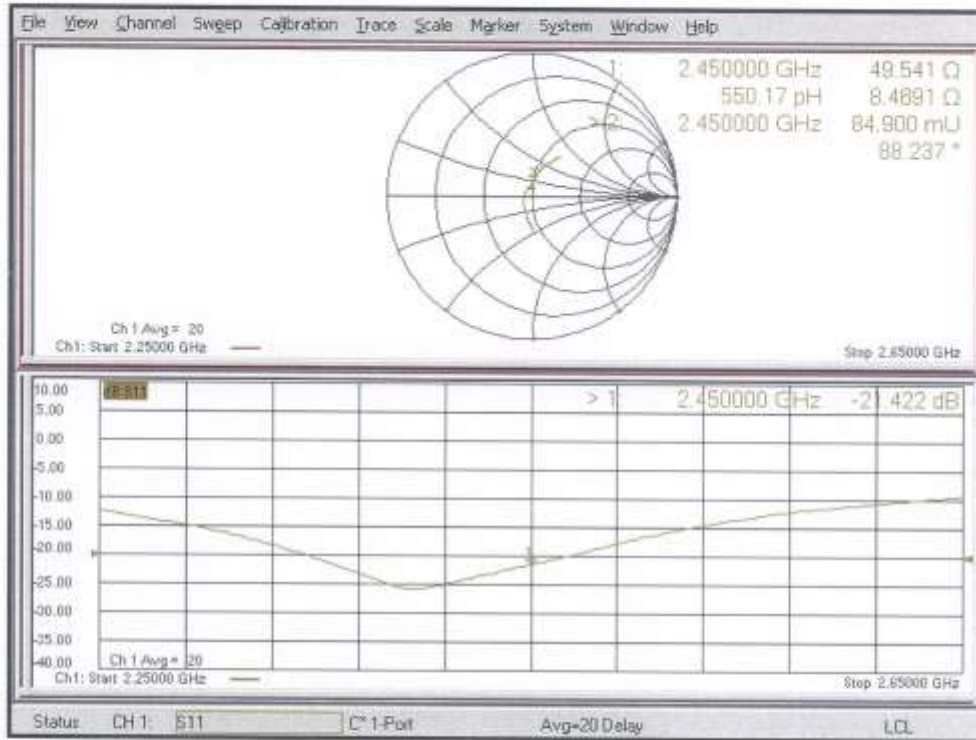 File View Channel Sweep Calibration Trace Scale Marker System Window Help
1: 2.450000 GHz 49.541 Ω
550.17 pH 8.4691 Ω
> 2: 2.450000 GHz 84.900 mU
88.237 °
Ch 1 Avg = 20
Ch1: Start 2.25000 GHz
Stop 2.65000 GHz
10.00
dB S11
> 1: 2.450000 GHz -21.422 dB
5.00
0.00
-5.00
-10.00
-15.00
-20.00
-25.00
-30.00
-35.00
-40.00
Ch 1 Avg = 20
Ch1: Start 2.25000 GHz
Stop 2.65000 GHz
Status CH 1: S11 C* 1-Port Avg=20 Delay LCL